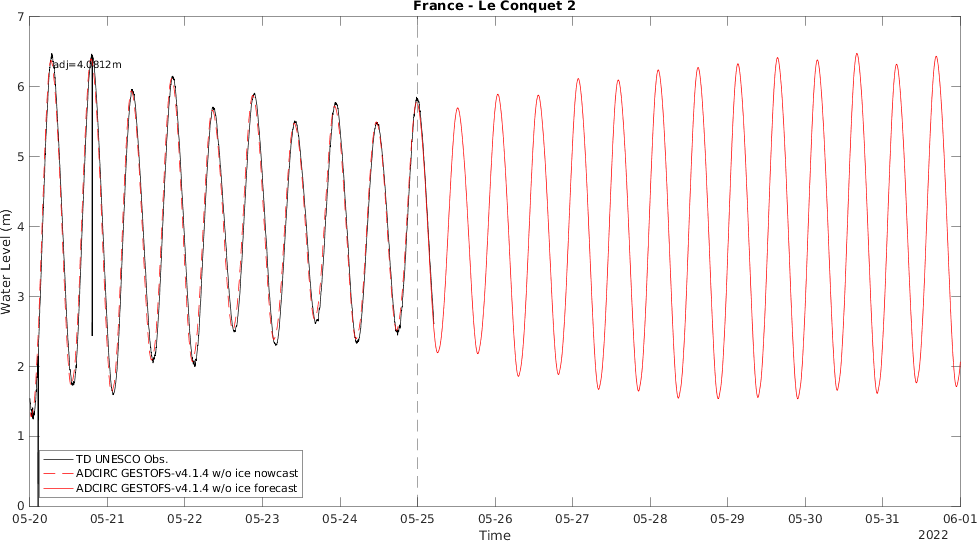 France - Le Conquet 2
7
6
5
4
3
2
1
0
Water Level (m)
adj=4.0812m
TD UNESCO Obs.
ADCIRC GESTOFS-v4.1.4 w/o ice nowcast
ADCIRC GESTOFS-v4.1.4 w/o ice forecast
05-20 05-21 05-22 05-23 05-24 05-25 05-26 05-27 05-28 05-29 05-30 05-31 06-01
Time
2022